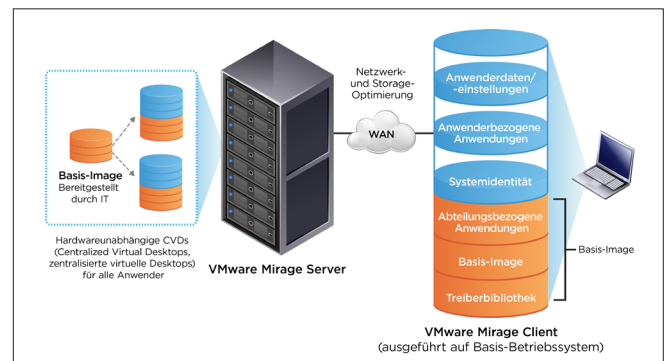 Basis-Image
Bereitgestellt
durch IT
Hardwareunabhängige CVDs
(Centralized Virtual Desktops,
zentralisierte virtuelle Desktops)
für alle Anwender
VMware Mirage Server
Netzwerk-
und Storage-
Optimierung
WAN
Anwenderdaten/
-einstellungen
Anwenderbezogene
Anwendungen
Systemidentität
Abteilungsbezogene
Anwendungen
Basis-Image
Treiberbibliothek
Basis-Image
VMware Mirage Client
(ausgeführt auf Basis-Betriebssystem)